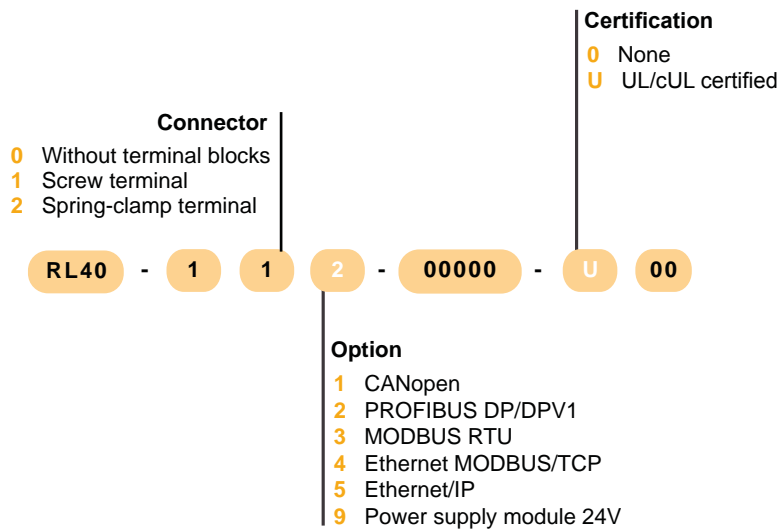 Certification
0 None
U UL/cUL certified
Connector
0 Without terminal blocks
1 Screw terminal
2 Spring-clamp terminal
RL40 - 1 1 2 - 00000 - U 00
Option
1 CANopen
2 PROFIBUS DP/DPV1
3 MODBUS RTU
4 Ethernet MODBUS/TCP
5 Ethernet/IP
9 Power supply module 24V